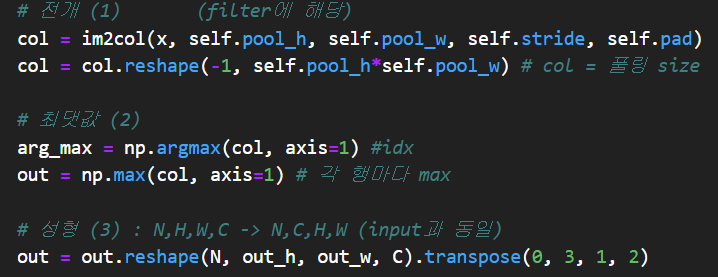 # 전개 (1) (filter에 해당)
col = im2col(x, self.pool_h, self.pool_w, self.stride, self.pad)
col = col.reshape(-1, self.pool_h*self.pool_w) # col = 풀링 size
# 최댓값 (2)
arg_max = np.argmax(col, axis=1) #idx
out = np.max(col, axis=1) # 각 행마다 max
# 성형 (3) : N,H,W,C -> N,C,H,W (input과 동일)
out = out.reshape(N, out_h, out_w, C).transpose(0, 3, 1, 2)